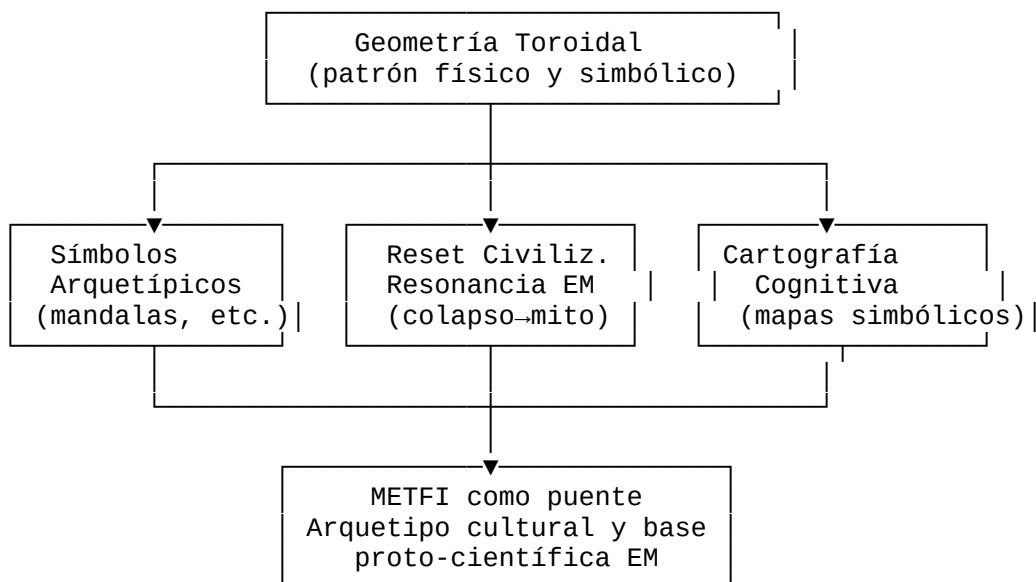 Geometría Toroidal
(patrón físico y simbólico)
Símbolos
Arquetípicos
(mandalas, etc.)
Reset Civiliz.
Resonancia EM
(colapso→mito)
Cartografía
Cognitiva
(mapas simbólicos)
METFI como puente
Arquetipo cultural y base
proto-científica EM